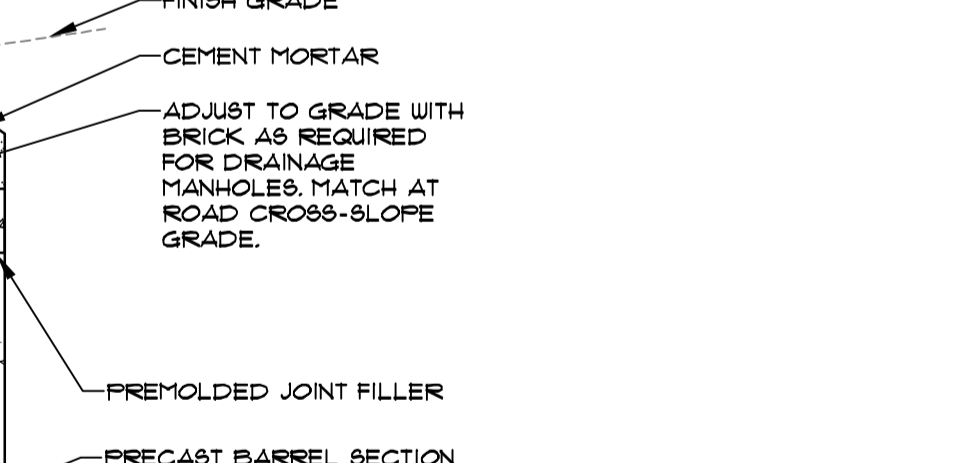 FINISH GRADE
CEMENT MORTAR
ADJUST TO GRADE WITH
BRICK AS REQUIRED
FOR DRAINAGE
MANHOLES. MATCH AT
ROAD CROSS-SLOPE
GRADE.
PREMOLDED JOINT FILLER
PRECAST BARREL SECTION